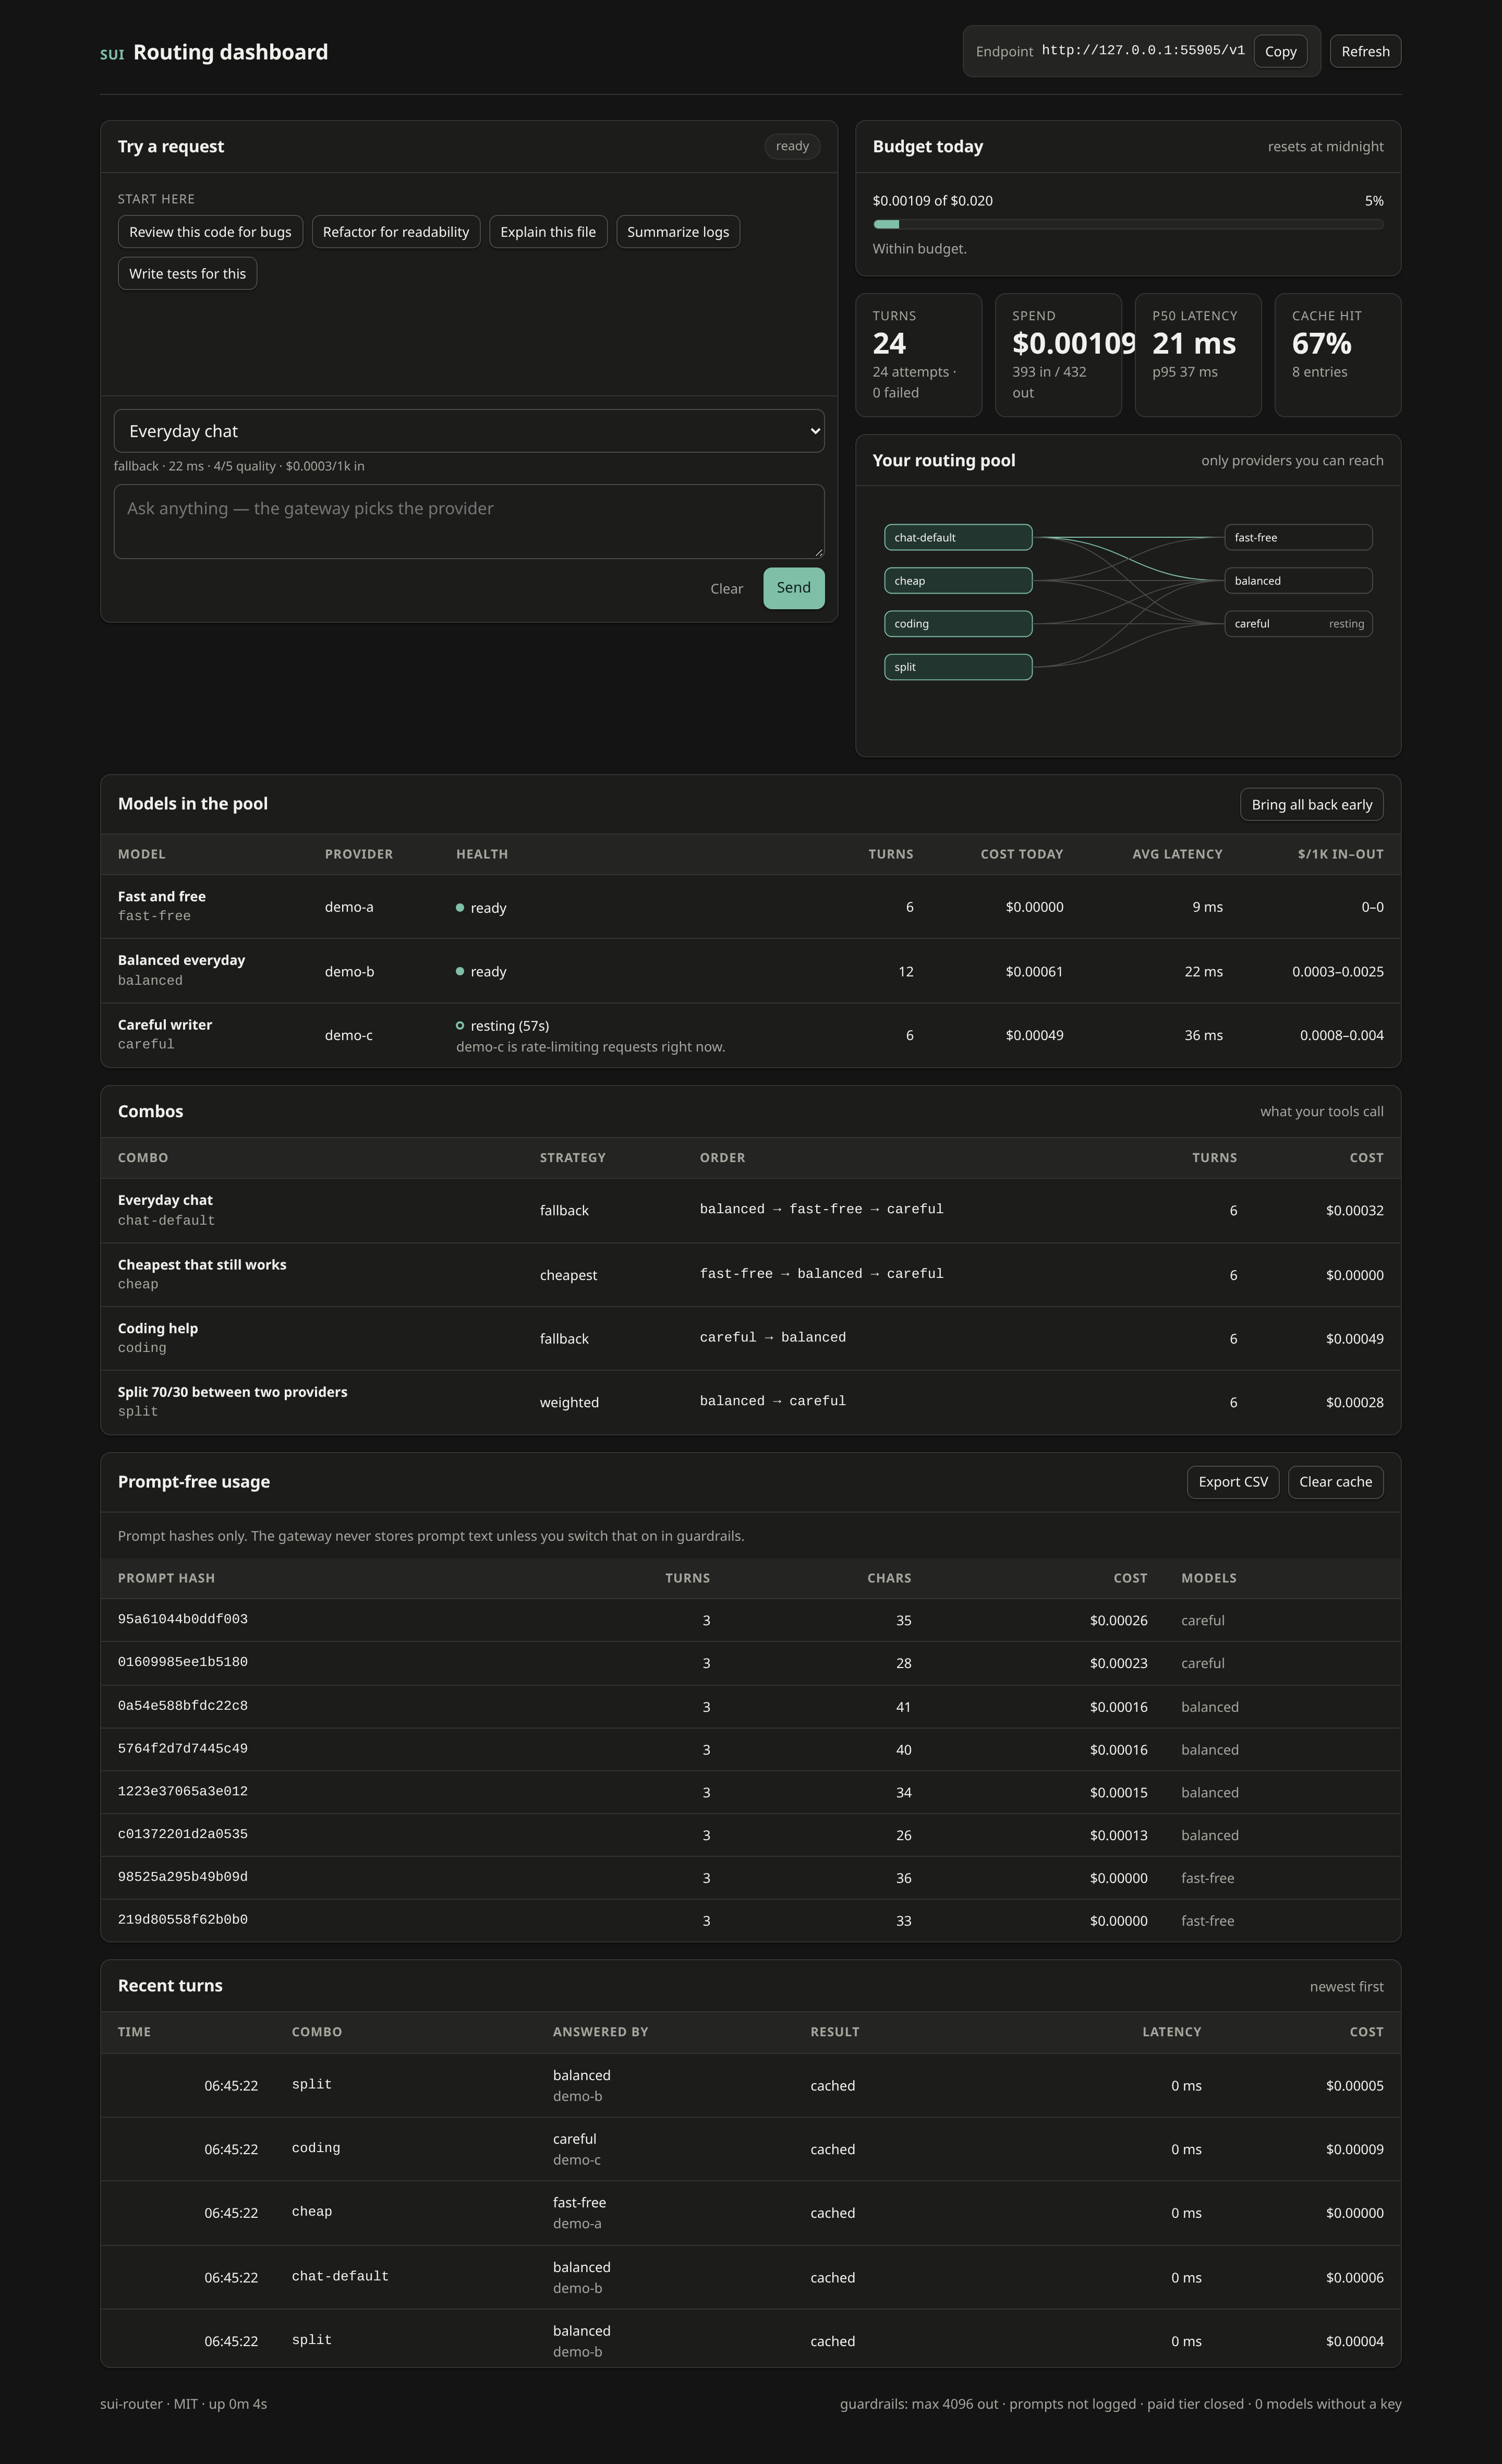 SUI Routing dashboard
Endpoint http://127.0.0.1:55905/v1 Copy Refresh
Try a request ready
START HERE
Review this code for bugs Refactor for readability Explain this file Summarize logs
Write tests for this
Everyday chat
fallback · 22 ms · 4/5 quality · $0.0003/1k in
Ask anything — the gateway picks the provider
Clear Send
Budget today resets at midnight
$0.00109 of $0.020 5%
Within budget.
TURNS
24
24 attempts ·
0 failed
SPEND
$0.00109
393 in / 432
out
P50 LATENCY
21 ms
p95 37 ms
CACHE HIT
67%
8 entries
Your routing pool only providers you can reach
chat-default fast-free
cheap balanced
coding careful resting
split
Models in the pool Bring all back early
MODEL PROVIDER HEALTH TURNS COST TODAY AVG LATENCY $/1K IN–OUT
Fast and free
fast-free demo-a ready 6 $0.00000 9 ms 0–0
Balanced everyday
balanced demo-b ready 12 $0.00061 22 ms 0.0003–0.0025
Careful writer resting (57s)
careful demo-c demo-c is rate-limiting requests right now. 6 $0.00049 36 ms 0.0008–0.004
Combos what your tools call
COMBO STRATEGY ORDER TURNS COST
Everyday chat
chat-default fallback balanced → fast-free → careful 6 $0.00032
Cheapest that still works
cheap cheapest fast-free → balanced → careful 6 $0.00000
Coding help
coding fallback careful → balanced 6 $0.00049
Split 70/30 between two providers
split weighted balanced → careful 6 $0.00028
Prompt-free usage Export CSV Clear cache
Prompt hashes only. The gateway never stores prompt text unless you switch that on in guardrails.
PROMPT HASH TURNS CHARS COST MODELS
95a61044b0ddf003 3 35 $0.00026 careful
01609985ee1b5180 3 28 $0.00023 careful
0a54e588bfdc22c8 3 41 $0.00016 balanced
5764f2d7d7445c49 3 40 $0.00016 balanced
1223e37065a3e012 3 34 $0.00015 balanced
c01372201d2a0535 3 26 $0.00013 balanced
98525a295b49b09d 3 36 $0.00000 fast-free
219d80558f62b0b0 3 33 $0.00000 fast-free
Recent turns newest first
TIME COMBO ANSWERED BY RESULT LATENCY COST
06:45:22 split balanced cached 0 ms $0.00005
demo-b
06:45:22 coding careful cached 0 ms $0.00009
demo-c
06:45:22 cheap fast-free cached 0 ms $0.00000
demo-a
06:45:22 chat-default balanced cached 0 ms $0.00006
demo-b
06:45:22 split balanced cached 0 ms $0.00004
demo-b
sui-router · MIT · up 0m 4s guardrails: max 4096 out · prompts not logged · paid tier closed · 0 models without a key